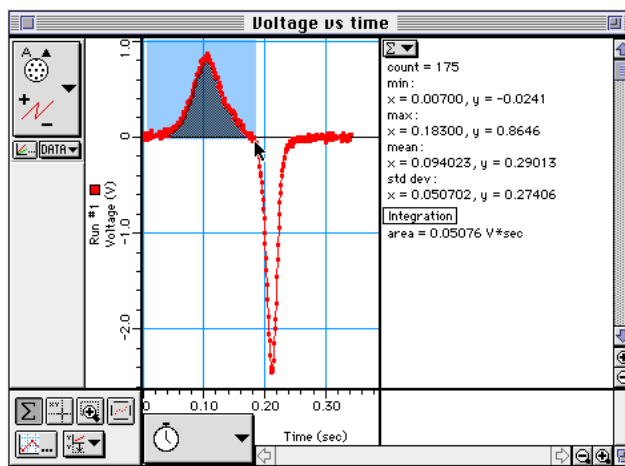 Voltage vs time
A
DATA
Run #1
Voltage (V)
1.0
0
-1.0
-2.0
0
0.10
0.20
0.30
Time (sec)
Σ
count = 175
min :
x = 0.00700, y = -0.0241
max :
x = 0.18300, y = 0.8646
mean :
x = 0.094023, y = 0.29013
std dev :
x = 0.050702, y = 0.27406
Integration
area = 0.05076 V*sec
Σ